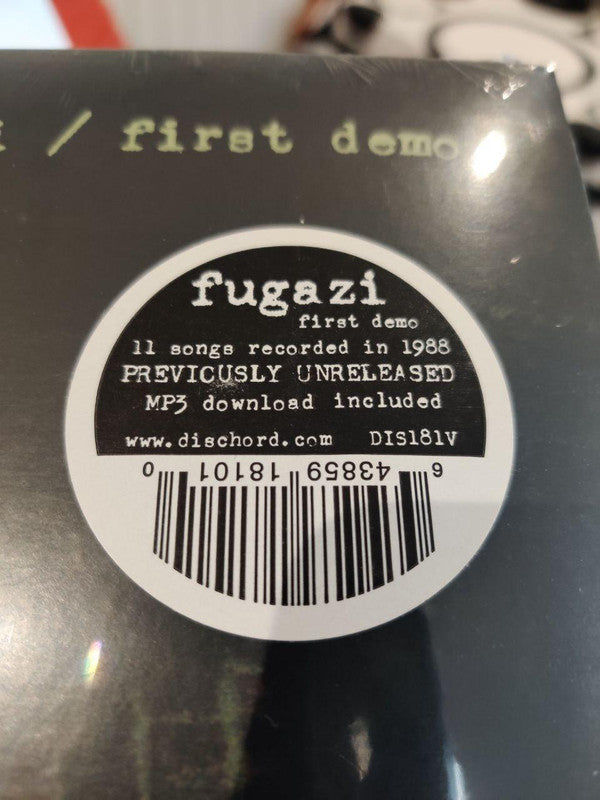 i / first demo
fugazi
first demo
11 songs recorded in 1988
PREVIOUSLY UNRELEASED
MP3 download included
www.dischord.com DIS181V
6 43859 18101 0